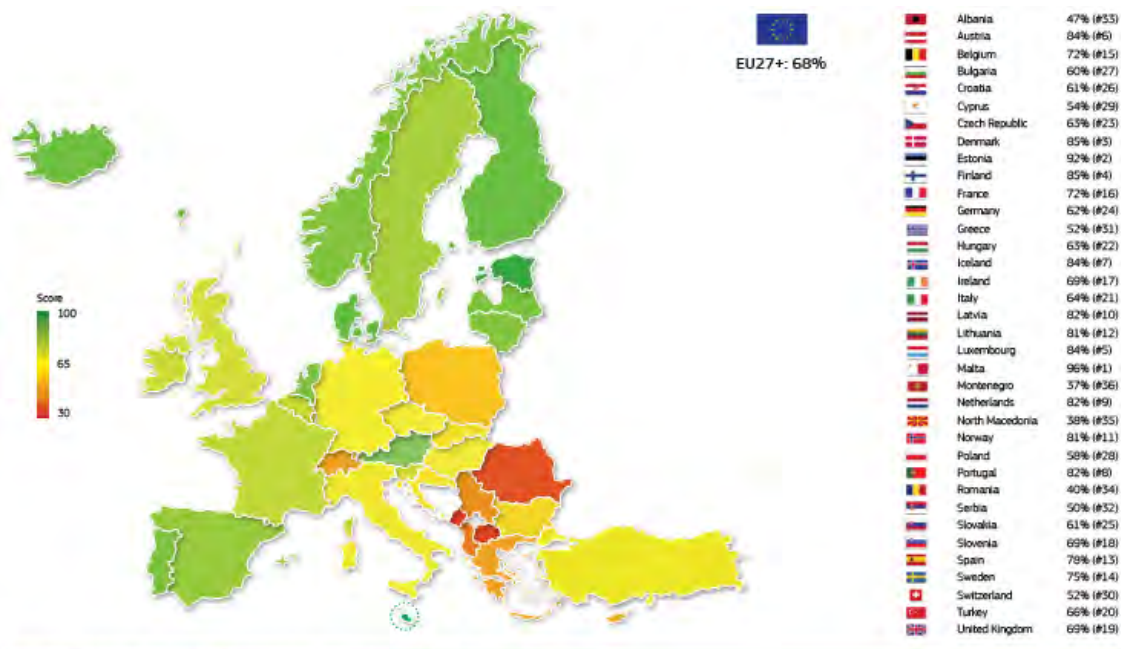 EU27+: 68%
Score
100
65
30
Albania 47% (#33)
Austria 84% (#6)
Belgium 72% (#15)
Bulgaria 60% (#27)
Croatia 61% (#26)
Cyprus 54% (#29)
Czech Republic 63% (#23)
Denmark 85% (#3)
Estonia 92% (#2)
Finland 85% (#4)
France 72% (#16)
Germany 62% (#24)
Greece 52% (#31)
Hungary 63% (#22)
Iceland 84% (#7)
Ireland 69% (#17)
Italy 64% (#21)
Latvia 82% (#10)
Lithuania 81% (#12)
Luxembourg 84% (#5)
Malta 96% (#1)
Montenegro 37% (#36)
Netherlands 82% (#9)
North Macedonia 38% (#35)
Norway 81% (#11)
Poland 58% (#28)
Portugal 82% (#8)
Romania 40% (#34)
Serbia 50% (#32)
Slovakia 61% (#25)
Slovenia 69% (#18)
Spain 79% (#13)
Sweden 75% (#14)
Switzerland 52% (#30)
Turkey 66% (#20)
United Kingdom 69% (#19)